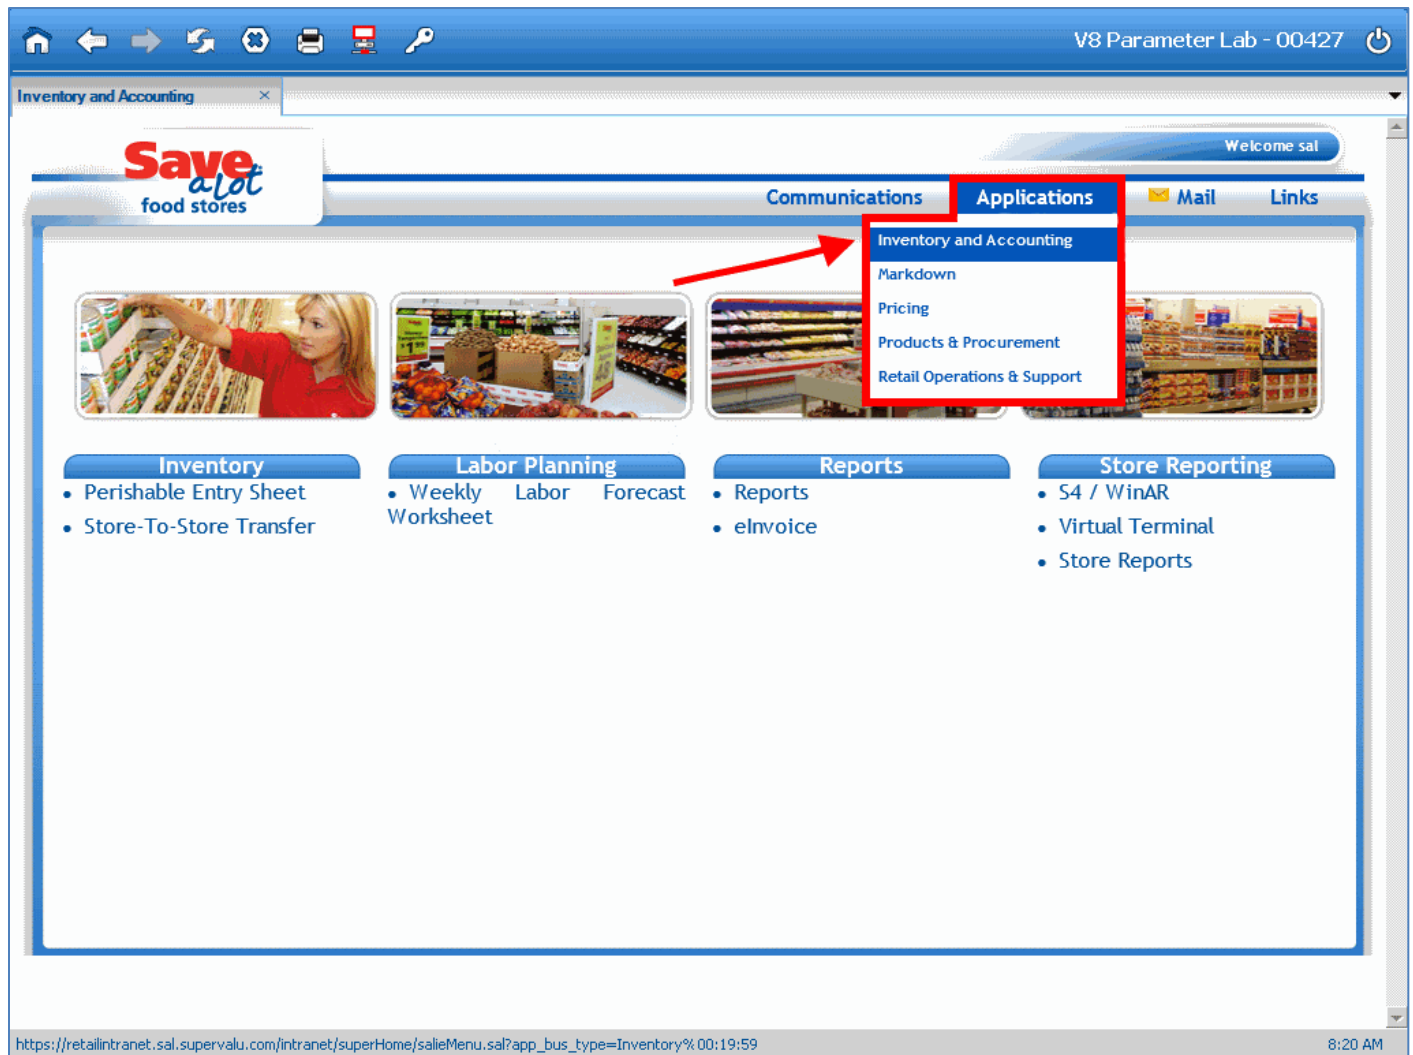 V8 Parameter Lab - 00427
Inventory and Accounting
Welcome sal
Save
a lot
food stores
Communications Applications Mail Links
Inventory and Accounting
Markdown
Pricing
Products & Procurement
Retail Operations & Support
Inventory
• Perishable Entry Sheet
• Store-To-Store Transfer
Labor Planning
• Weekly Labor Forecast
Worksheet
Reports
• Reports
• eInvoice
Store Reporting
• S4 / WinAR
• Virtual Terminal
• Store Reports
https://retailintranet.sal.supervalu.com/intranet/superHome/salieMenu.sal?app_bus_type=Inventory% 00:19:59
8:20 AM